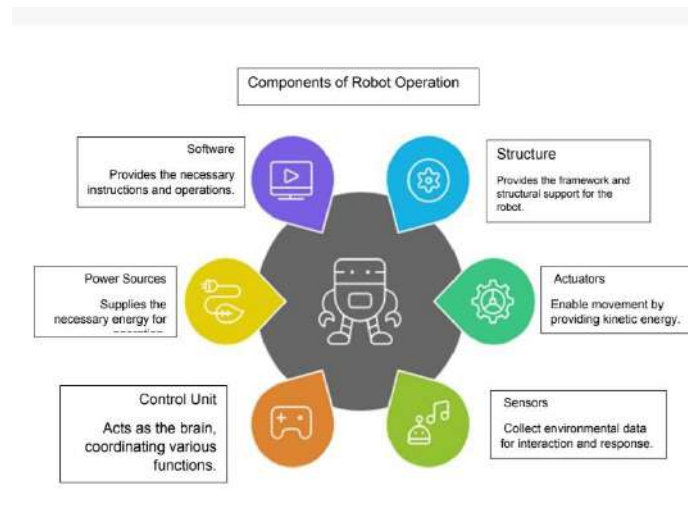 Components of Robot Operation
Software
Provides the necessary
instructions and operations.
Structure
Provides the framework and
structural support for the
robot.
Power Sources
Supplies the
necessary energy for
Actuators
Enable movement by
providing kinetic energy.
Control Unit
Acts as the brain,
coordinating various
functions.
Sensors
Collect environmental data
for interaction and response.